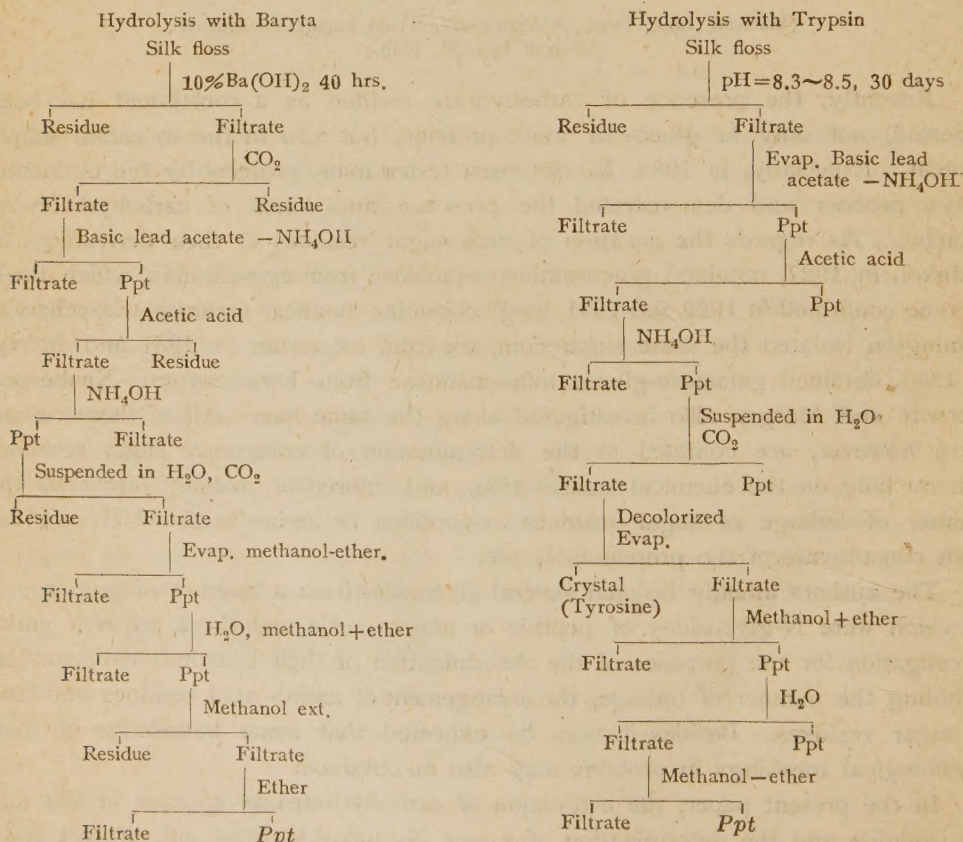 Hydrolysis with Baryta
Silk floss
10%Ba(OH)₂ 40 hrs.
Residue Filtrate
CO₂
Filtrate Residue
Basic lead acetate —NH₄OH
Filtrate Ppt
Acetic acid
Filtrate Residue
NH₄OH
Ppt Filtrate
Suspended in H₂O, CO₂
Residue Filtrate
Evap. methanol-ether.
Filtrate Ppt
H₂O, methanol+ether
Filtrate Ppt
Methanol ext.
Residue Filtrate
Ether
Filtrate Ppt
Hydrolysis with Trypsin
Silk floss
pH=8.3~8.5, 30 days
Residue Filtrate
Evap. Basic lead
acetate —NH₄OH
Filtrate Ppt
Acetic acid
Filtrate Ppt
NH₄OH
Filtrate Ppt
Suspended in H₂O
CO₂
Filtrate Ppt
Decolorized
Evap.
Crystal Filtrate
(Tyrosine)
Methanol+ether
Filtrate Ppt
H₂O
Filtrate Ppt
Methanol—ether
Filtrate Ppt